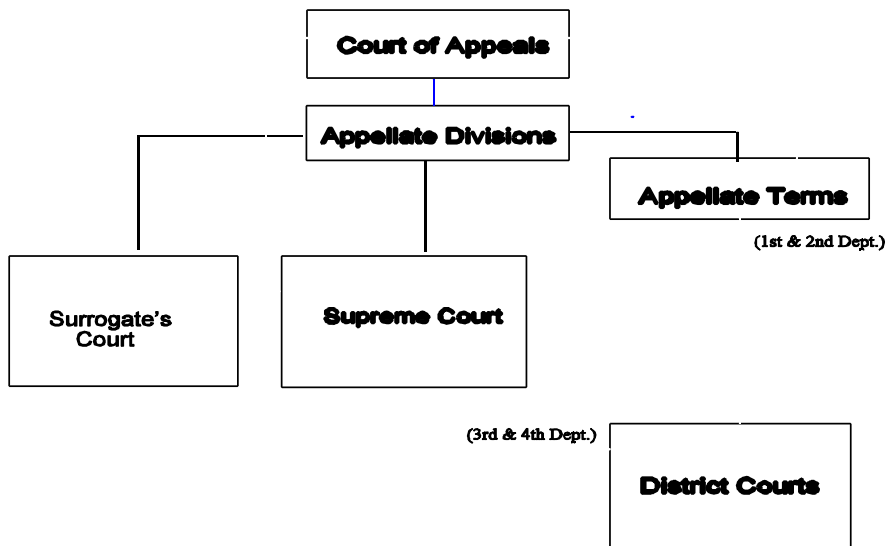 Court of Appeals
Appellate Divisions
Appellate Terms
(1st & 2nd Dept.)
Surrogate's
Court
Supreme Court
(3rd & 4th Dept.)
District Courts